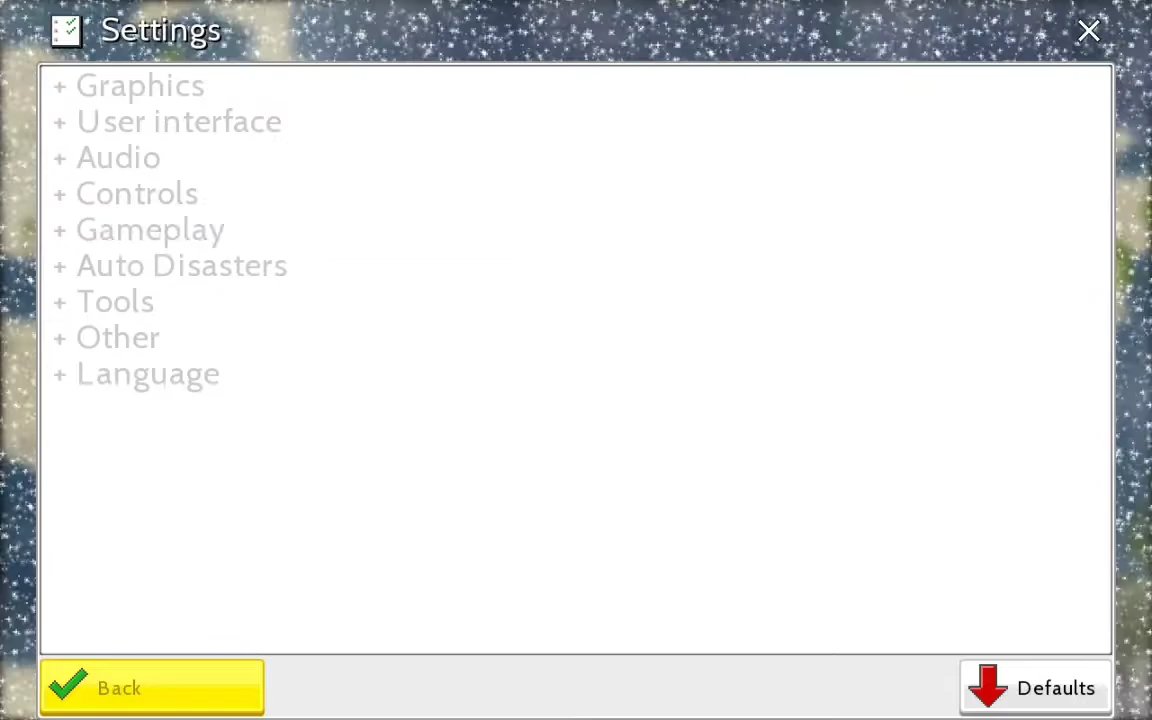 Settings
+ Graphics
+ User interface
+ Audio
+ Controls
+ Gameplay
+ Auto Disasters
+ Tools
+ Other
+ Language
Back
Defaults